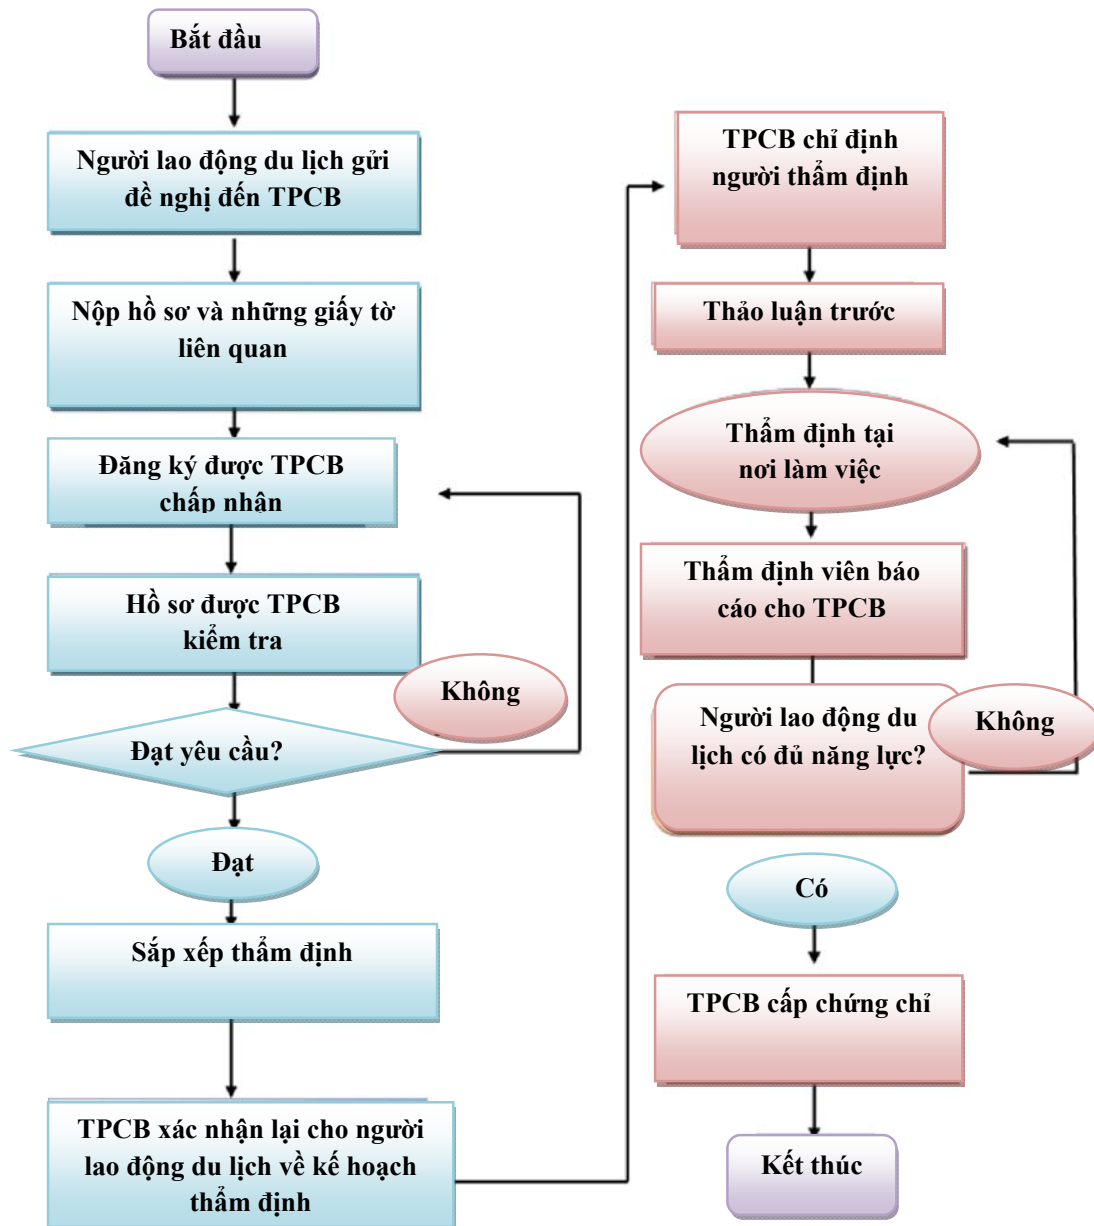 Bắt đầu
Người lao động du lịch gửi
đề nghị đến TPCB
Nộp hồ sơ và những giấy tờ
liên quan
Đăng ký được TPCB
chấp nhận
Hồ sơ được TPCB
kiểm tra
Không
Đạt yêu cầu?
Đạt
Sắp xếp thẩm định
TPCB xác nhận lại cho người
lao động du lịch về kế hoạch
thẩm định
TPCB chỉ định
người thẩm định
Thảo luận trước
Thẩm định tại
nơi làm việc
Thẩm định viên báo
cáo cho TPCB
Người lao động du
lịch có đủ năng lực?
Không
Có
TPCB cấp chứng chỉ
Kết thúc